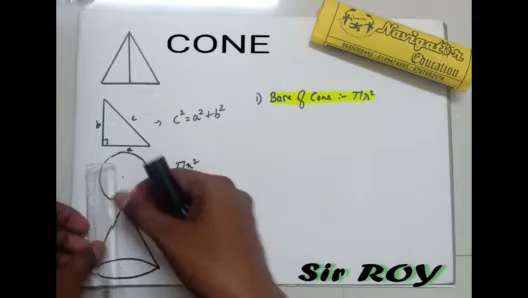 CONE
Navigator
Education
i) Base of Cone :- πr²
b
c
a
→ c² = a² + b²
πr²
Sir ROY